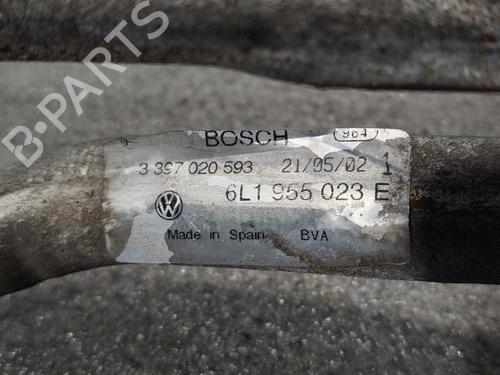 BOSCH 964
3 397 020 593 21/05/02 1
6L1 955 023 E
Made in Spain BVA
B-Parts